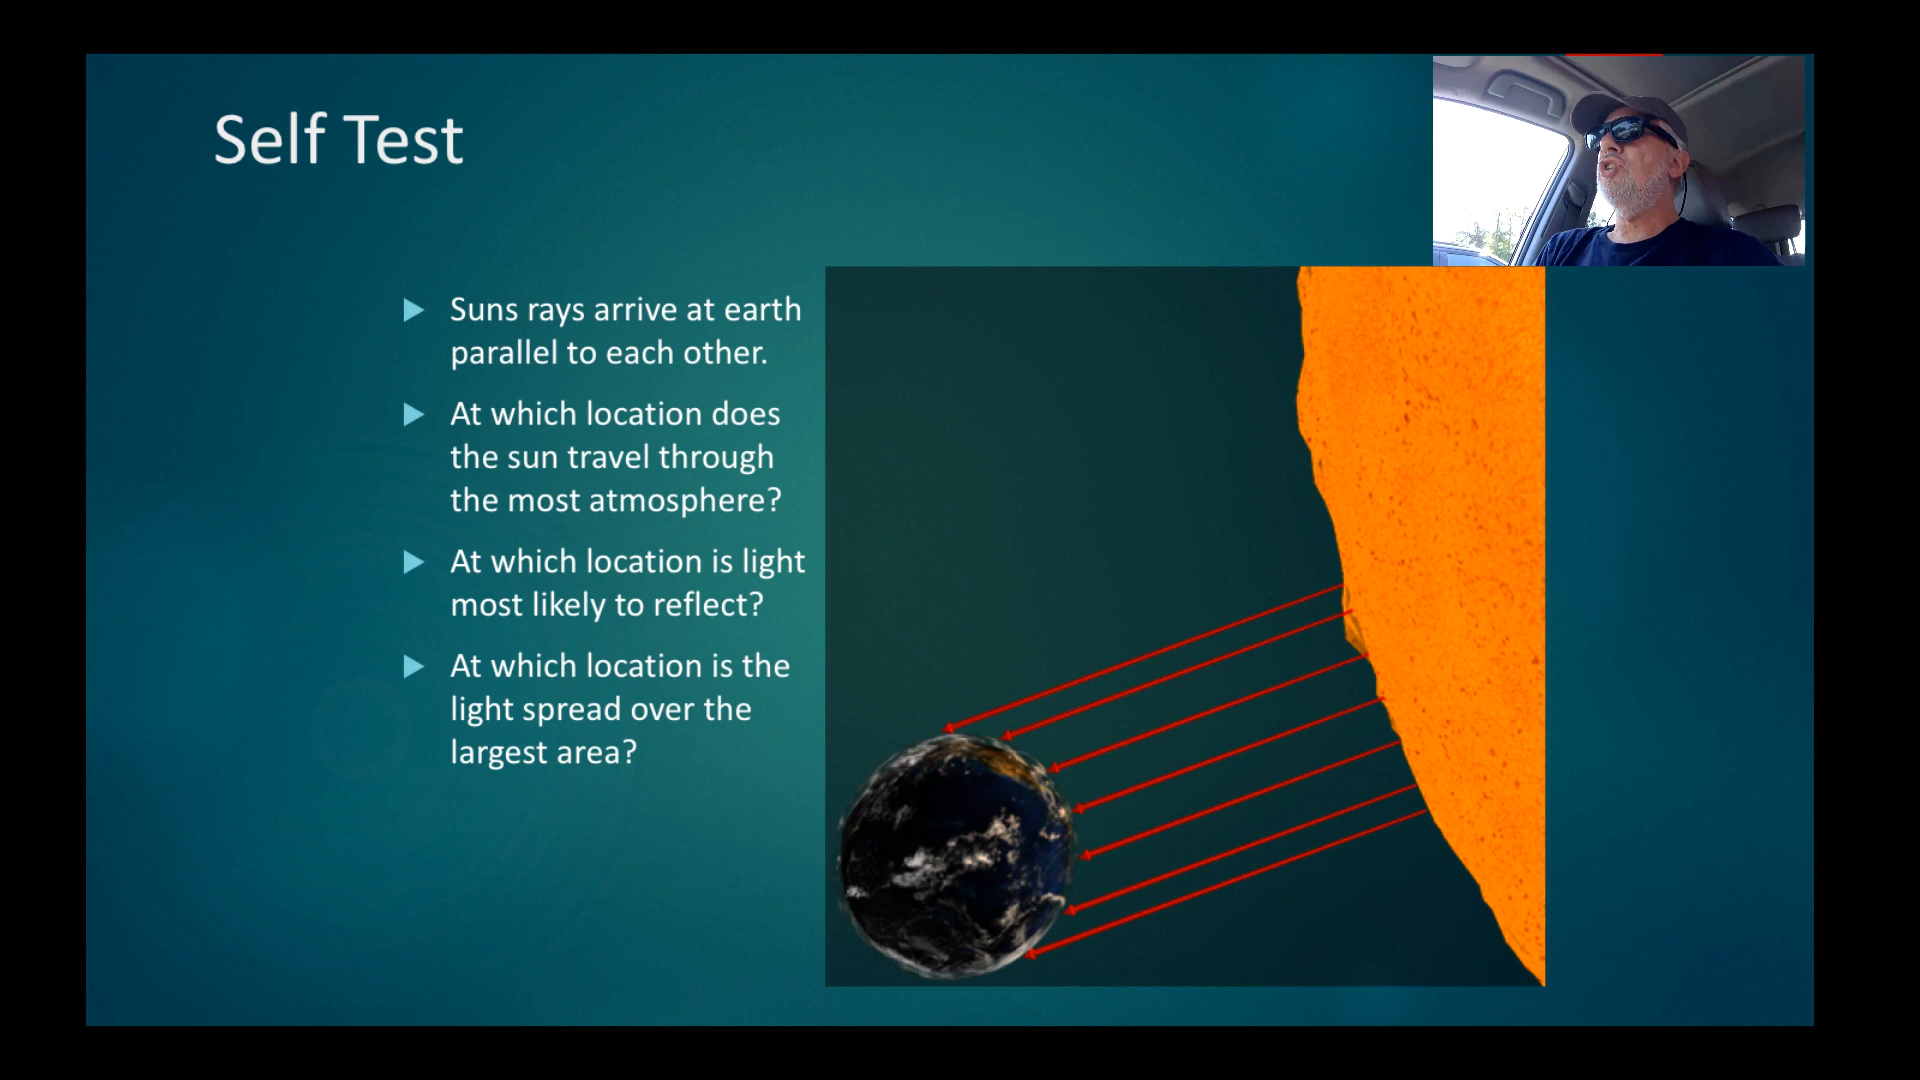 Self Test
Suns rays arrive at earth
parallel to each other.
At which location does
the sun travel through
the most atmosphere?
At which location is light
most likely to reflect?
At which location is the
light spread over the
largest area?